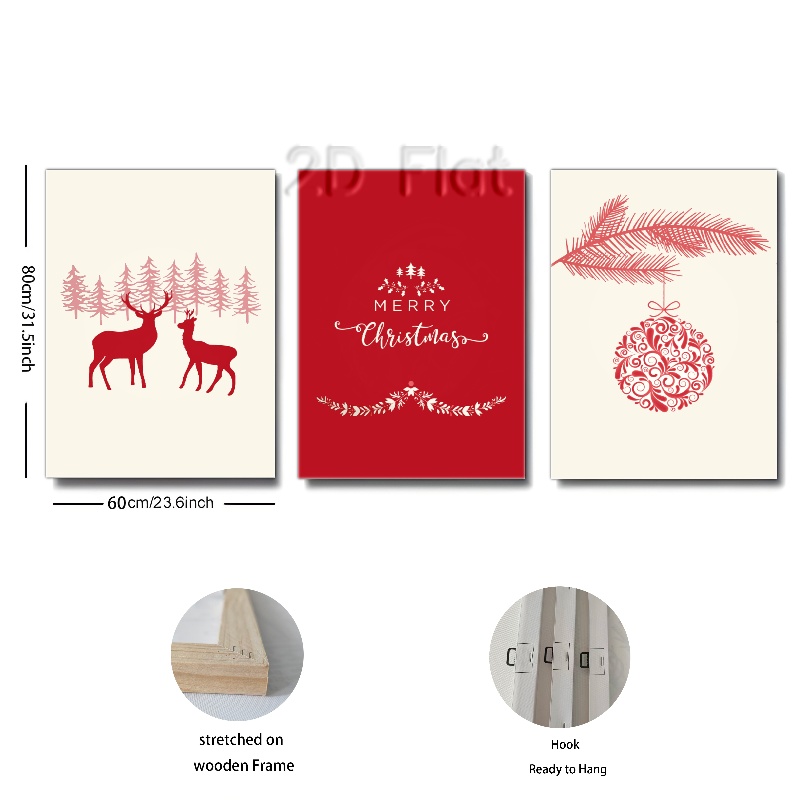 2D Flat
80cm/31.5inch
MERRY
Christmas
60cm/23.6inch
stretched on
wooden Frame
Hook
Ready to Hang